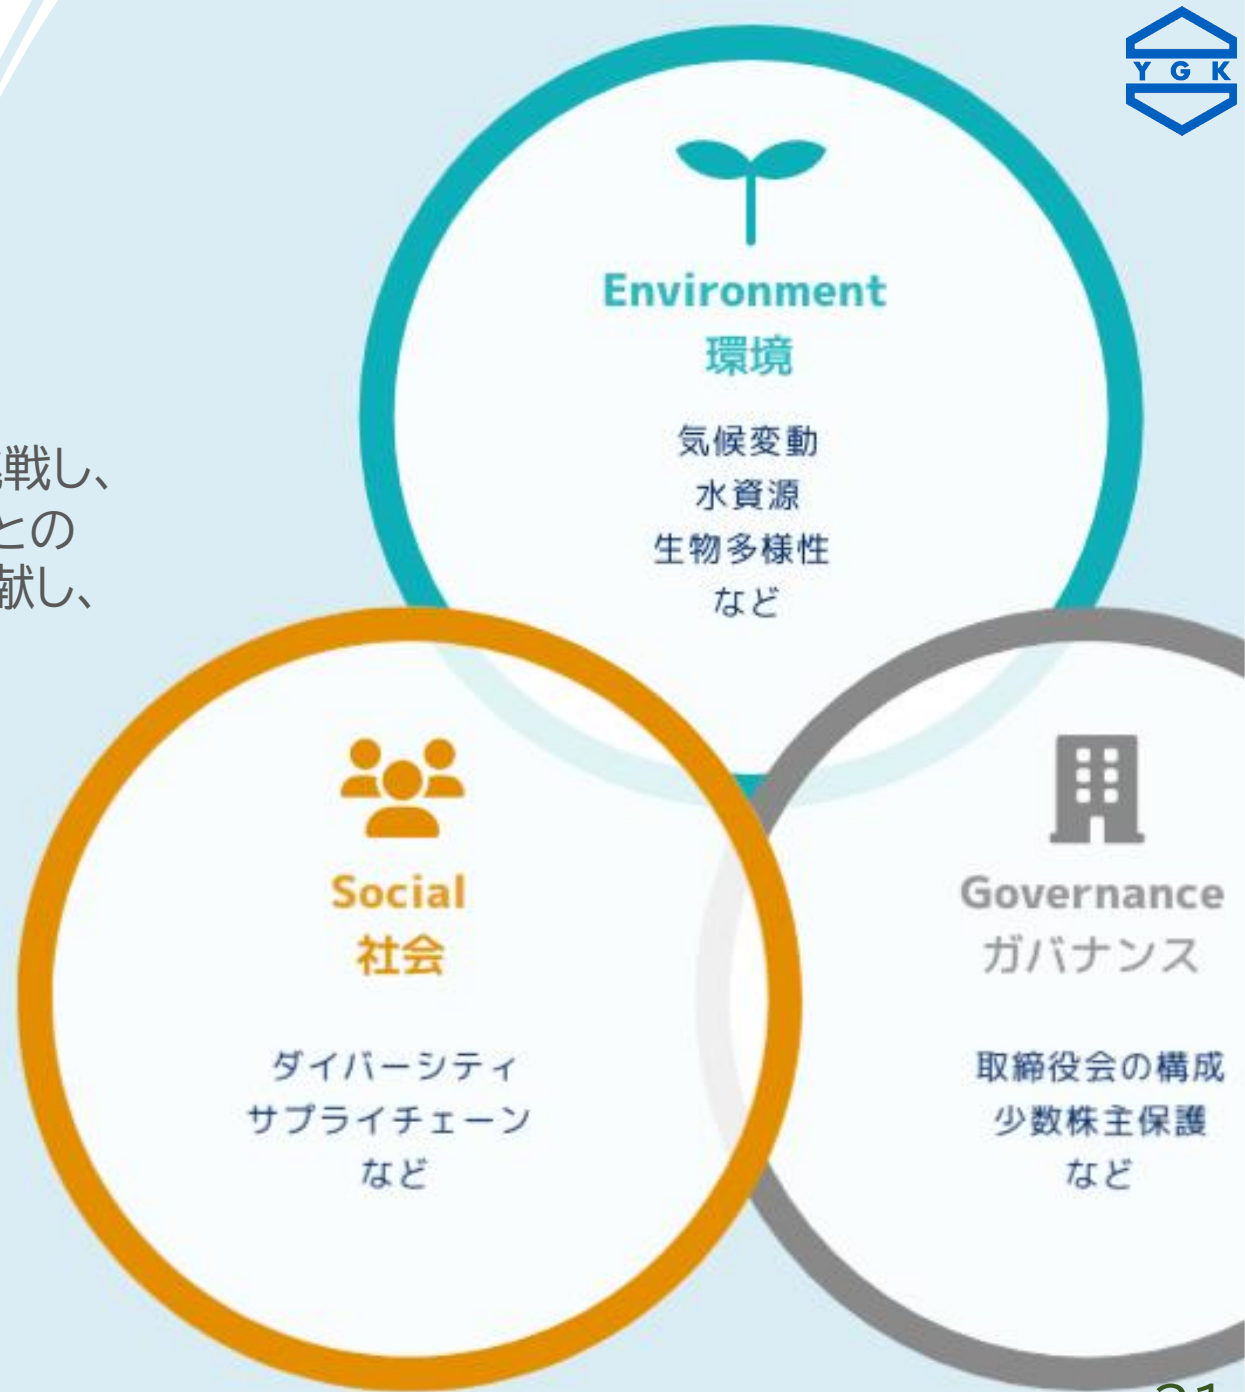 YGK
Environment
環境
気候変動
水資源
生物多様性
など
戦し、
との
献し、
Social
社会
ダイバーシティ
サプライチェーン
など
Governance
ガバナンス
取締役会の構成
少数株主保護
など